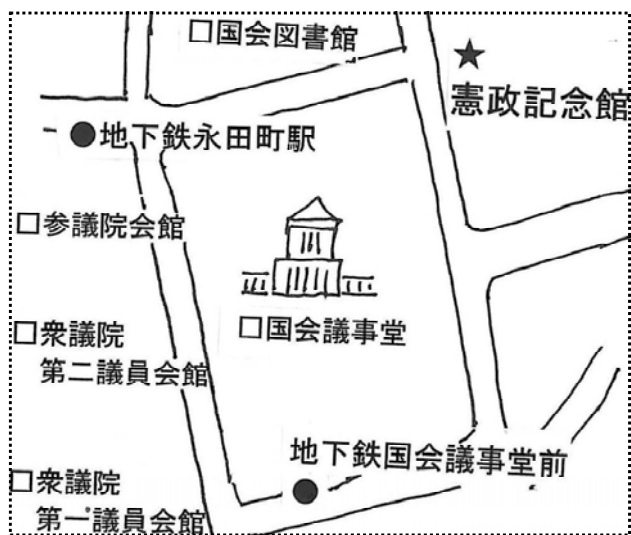 □国会図書館
★
憲政記念館
●地下鉄永田町駅
□参議院会館
□国会議事堂
□衆議院
第二議員会館
地下鉄国会議事堂前
●
□衆議院
第一議員会館